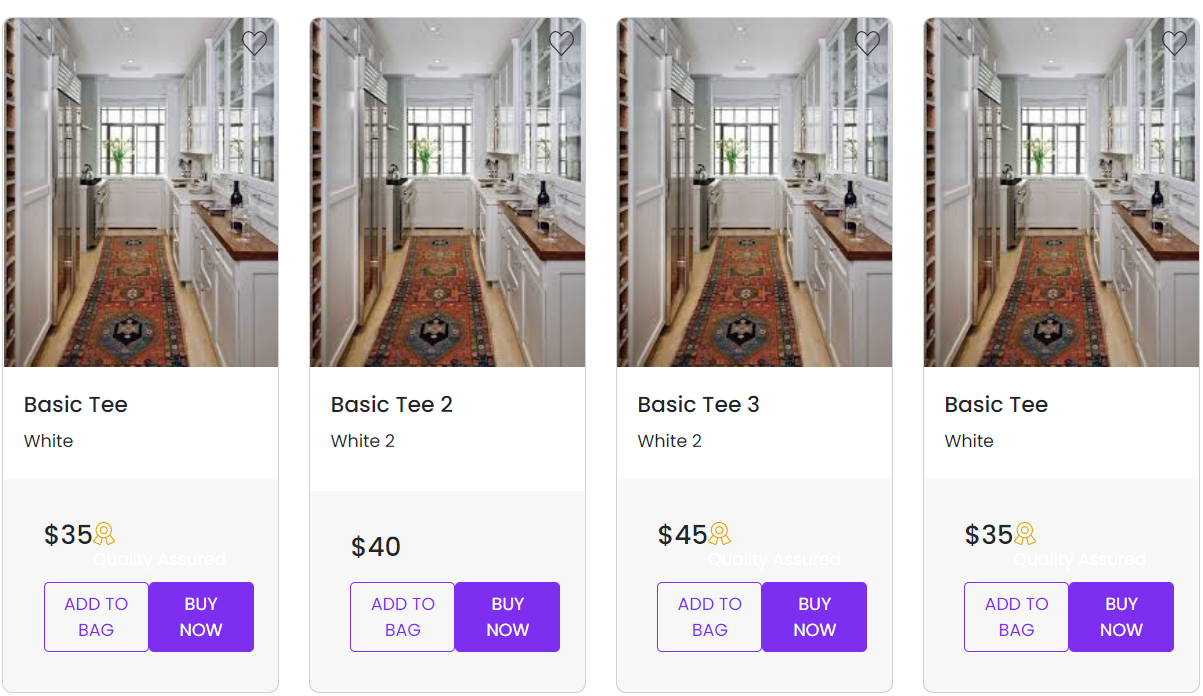 Basic Tee
White
$35
Quality Assured
ADD TO
BAG
BUY
NOW
Basic Tee 2
White 2
$40
ADD TO
BAG
BUY
NOW
Basic Tee 3
White 2
$45
Quality Assured
ADD TO
BAG
BUY
NOW
Basic Tee
White
$35
Quality Assured
ADD TO
BAG
BUY
NOW